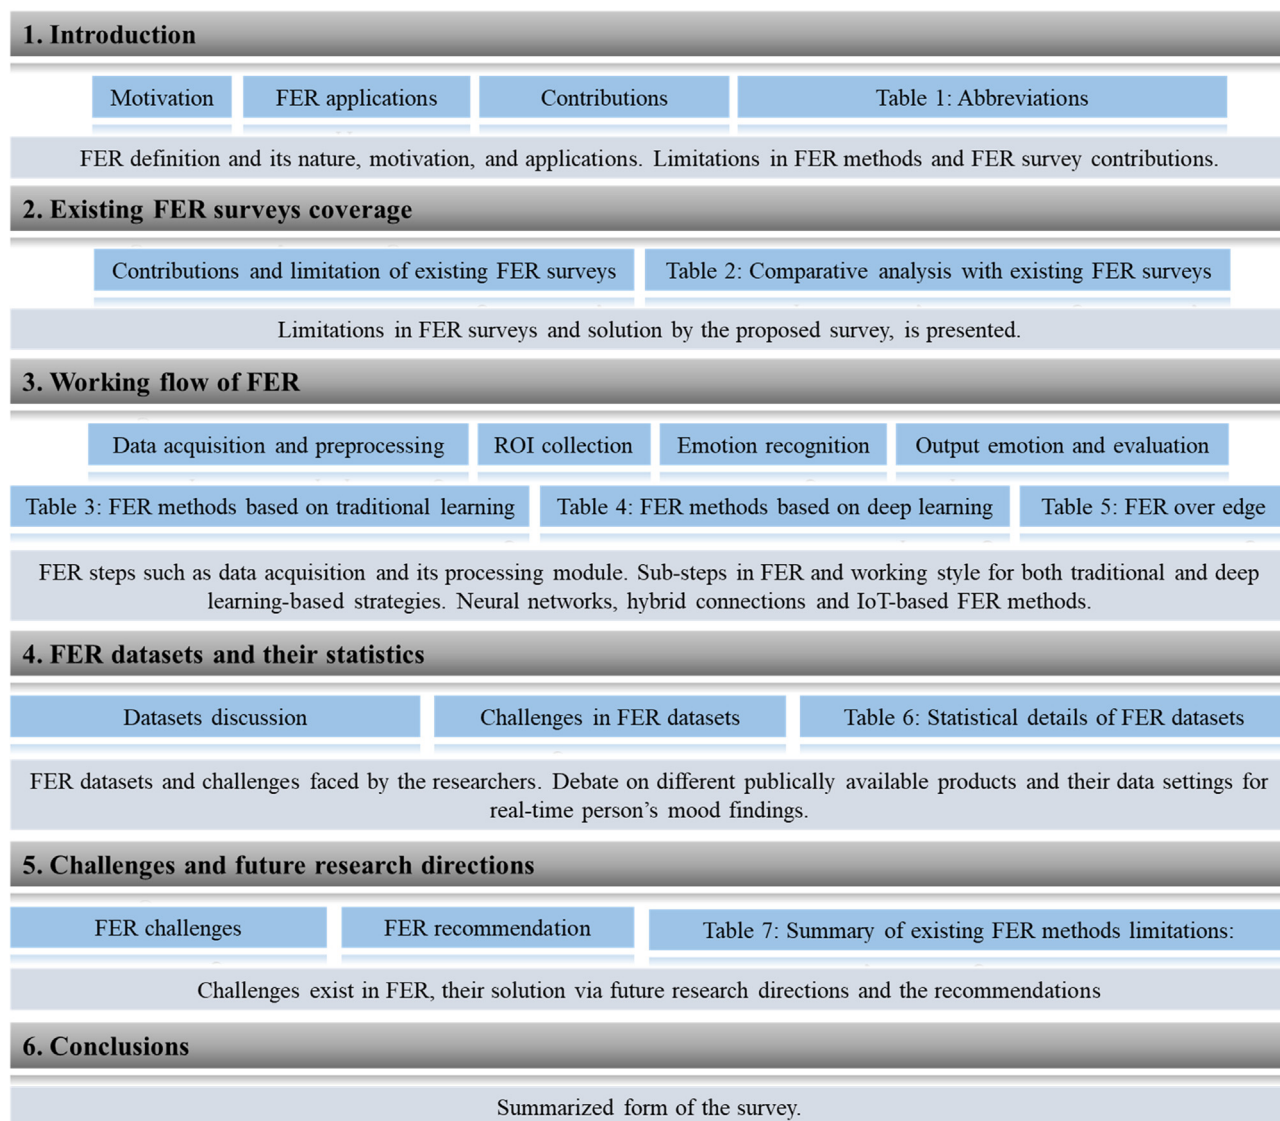 1. Introduction
Motivation
FER applications
Contributions
Table 1: Abbreviations
FER definition and its nature, motivation, and applications. Limitations in FER methods and FER survey contributions.
2. Existing FER surveys coverage
Contributions and limitation of existing FER surveys
Table 2: Comparative analysis with existing FER surveys
Limitations in FER surveys and solution by the proposed survey, is presented.
3. Working flow of FER
Data acquisition and preprocessing
ROI collection
Emotion recognition
Output emotion and evaluation
Table 3: FER methods based on traditional learning
Table 4: FER methods based on deep learning
Table 5: FER over edge
FER steps such as data acquisition and its processing module. Sub-steps in FER and working style for both traditional and deep
learning-based strategies. Neural networks, hybrid connections and IoT-based FER methods.
4. FER datasets and their statistics
Datasets discussion
Challenges in FER datasets
Table 6: Statistical details of FER datasets
FER datasets and challenges faced by the researchers. Debate on different publically available products and their data settings for
real-time person's mood findings.
5. Challenges and future research directions
FER challenges
FER recommendation
Table 7: Summary of existing FER methods limitations:
Challenges exist in FER, their solution via future research directions and the recommendations
6. Conclusions
Summarized form of the survey.